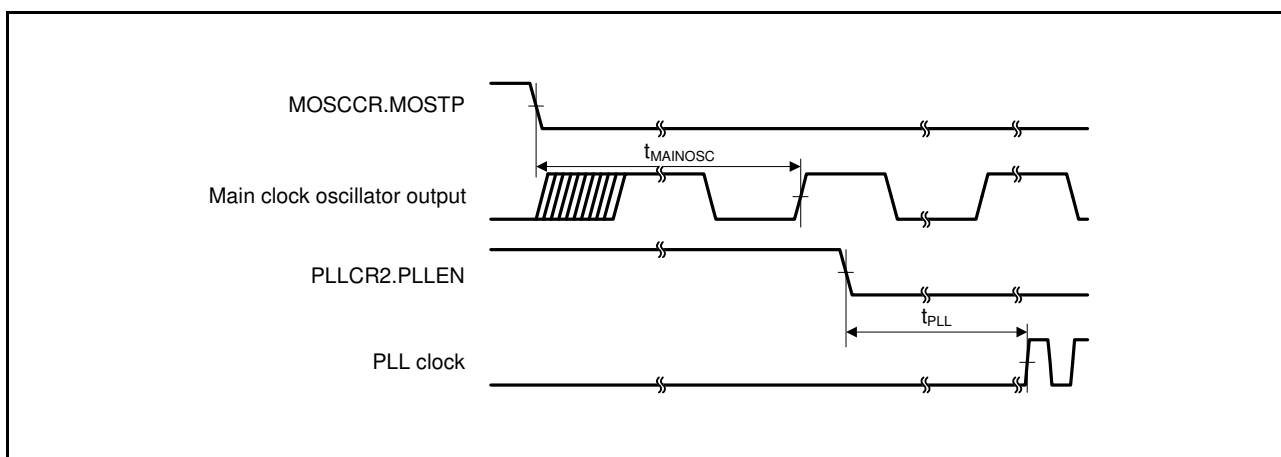 MOSCCR.MOSTP
tMAINOSC
Main clock oscillator output
PLLCR2.PLLEN
tPLL
PLL clock